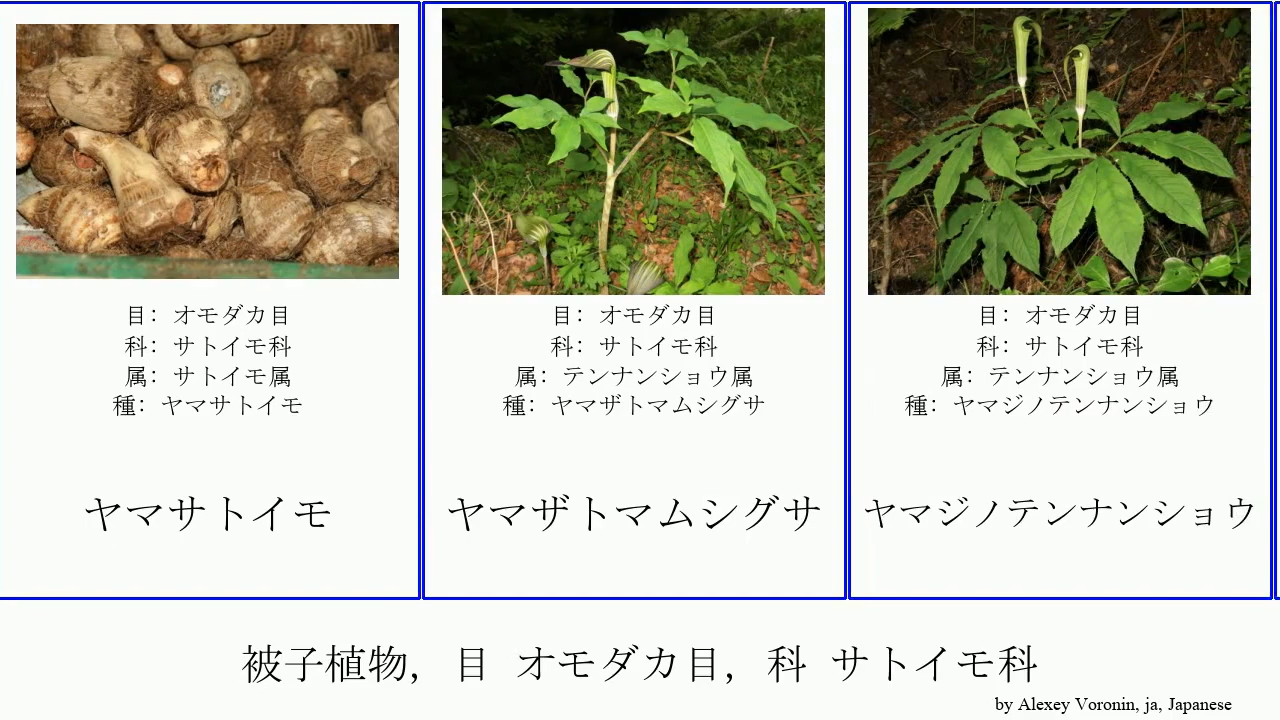 目: オモダカ目
科: サトイモ科
属: サトイモ属
種: ヤマサトイモ
ヤマサトイモ
目: オモダカ目
科: サトイモ科
属: テンナンショウ属
種: ヤマザトマムシグサ
ヤマザトマムシグサ
目: オモダカ目
科: サトイモ科
属: テンナンショウ属
種: ヤマジノテンナンショウ
ヤマジノテンナンショウ
被子植物, 目 オモダカ目, 科 サトイモ科
by Alexey Voronin, ja, Japanese